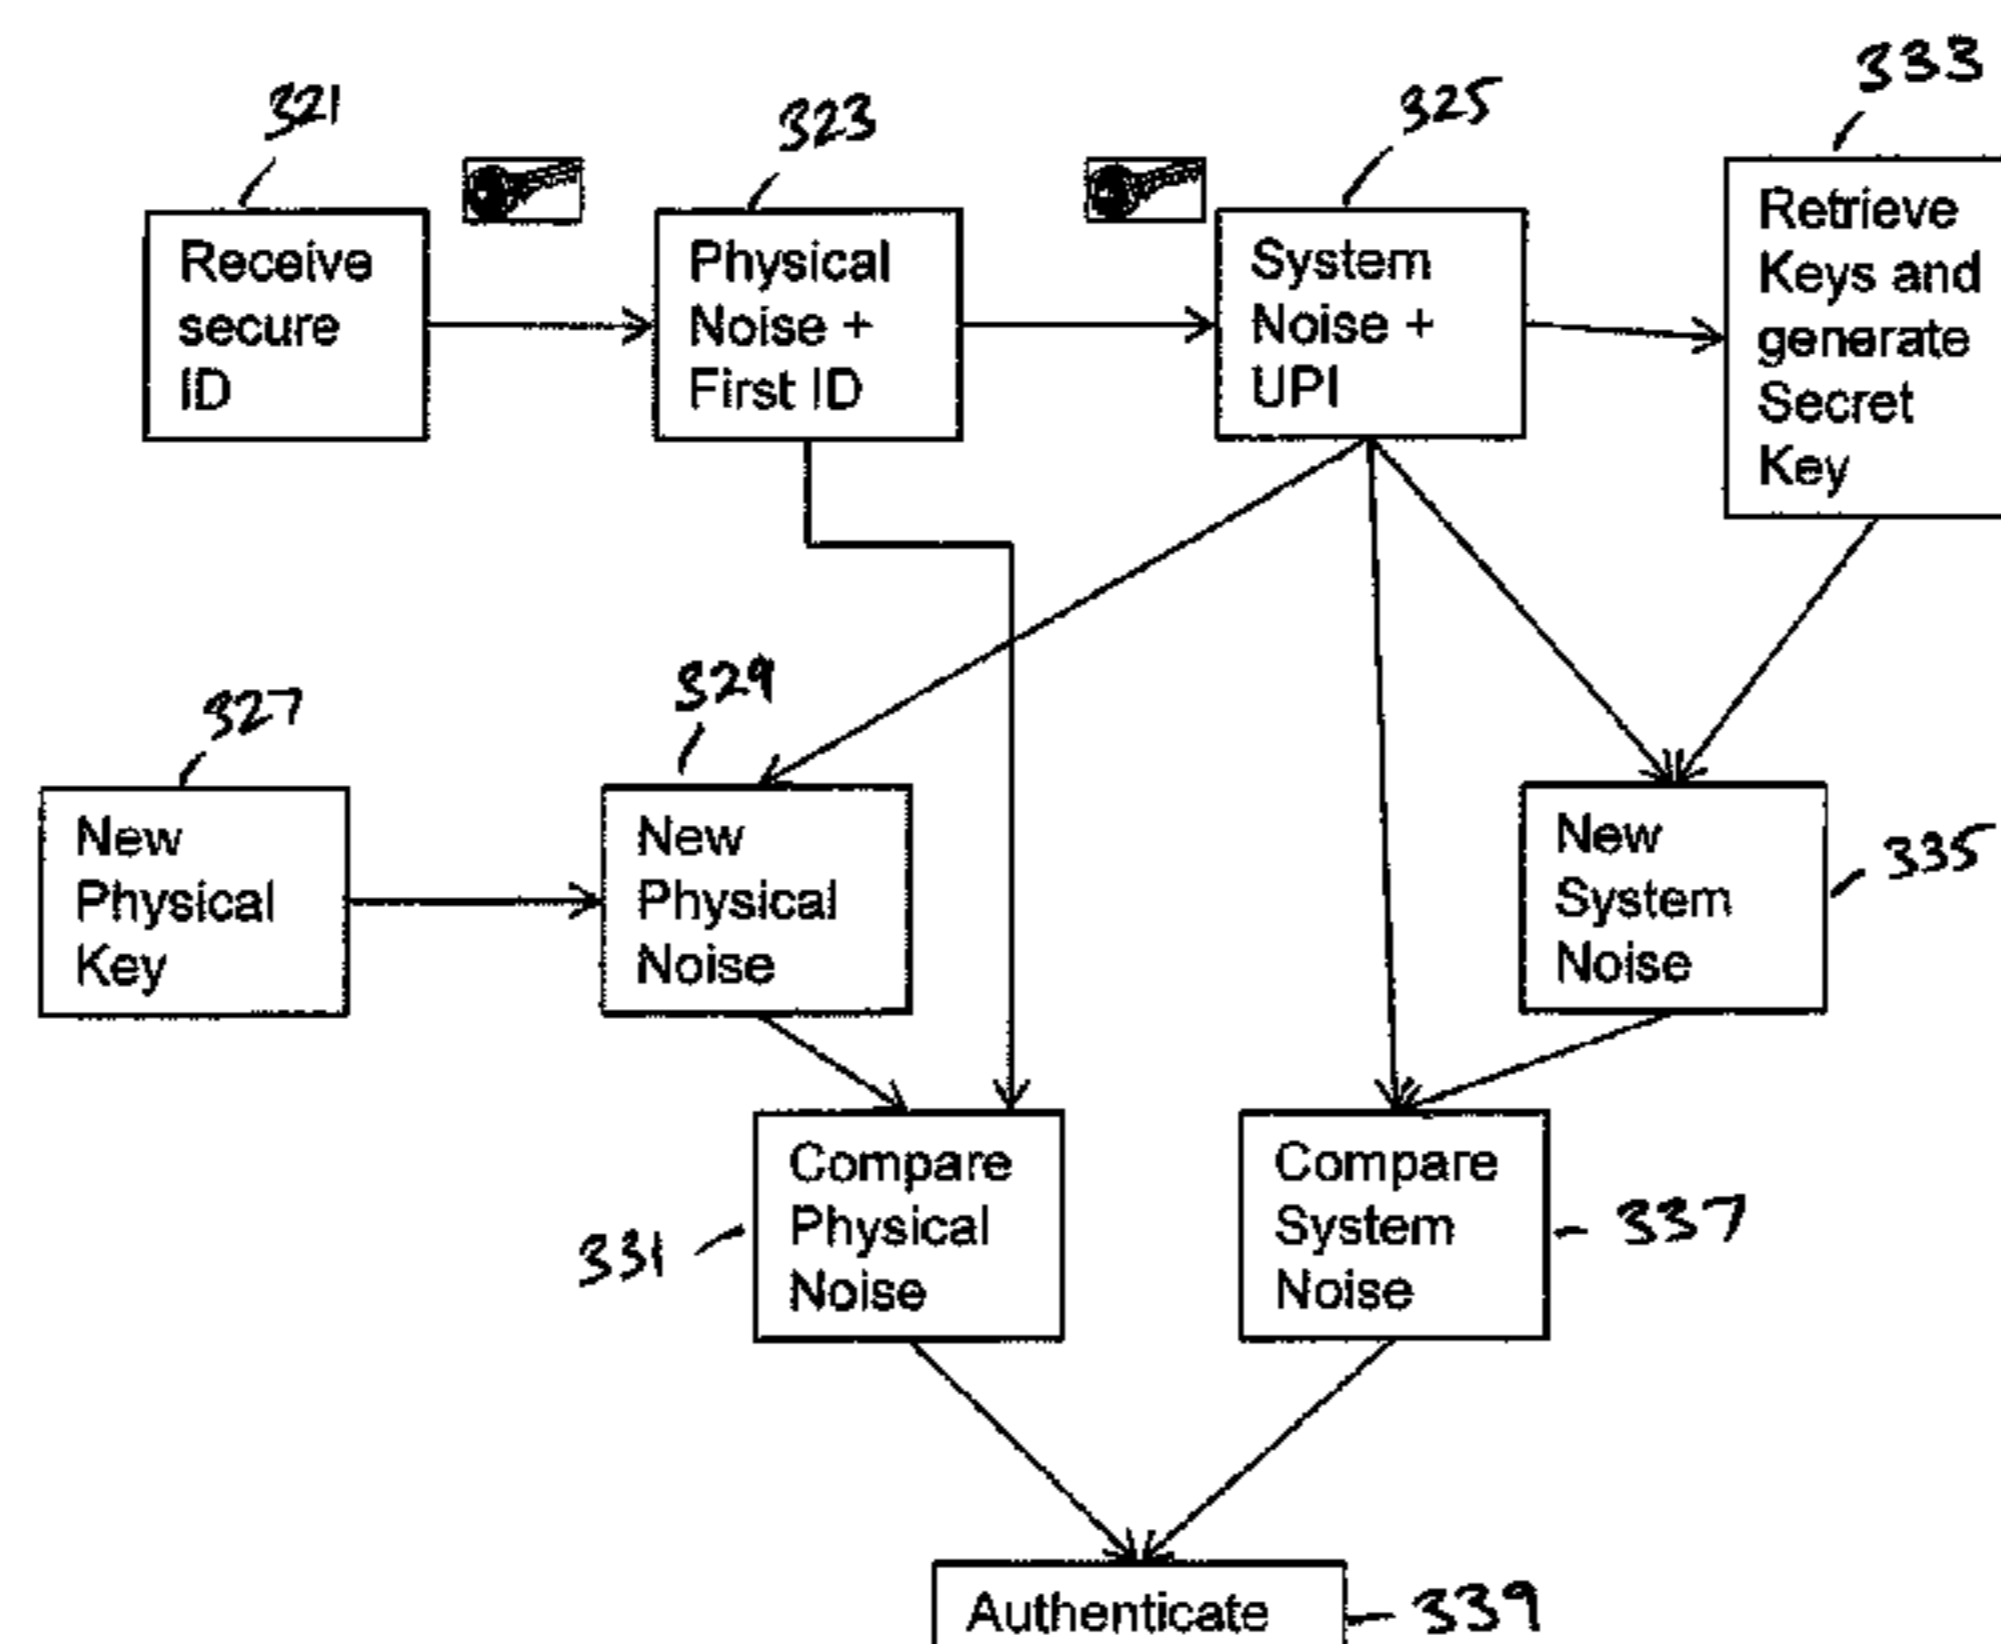 321
323
325
333
Receive
secure
ID
Physical
Noise +
First ID
System
Noise +
UPI
Retrieve
Keys and
generate
Secret
Key
327
329
New
Physical
Key
New
Physical
Noise
New
System
Noise
335
Compare
Physical
Noise
331
Compare
System
Noise
337
Authenticate
339